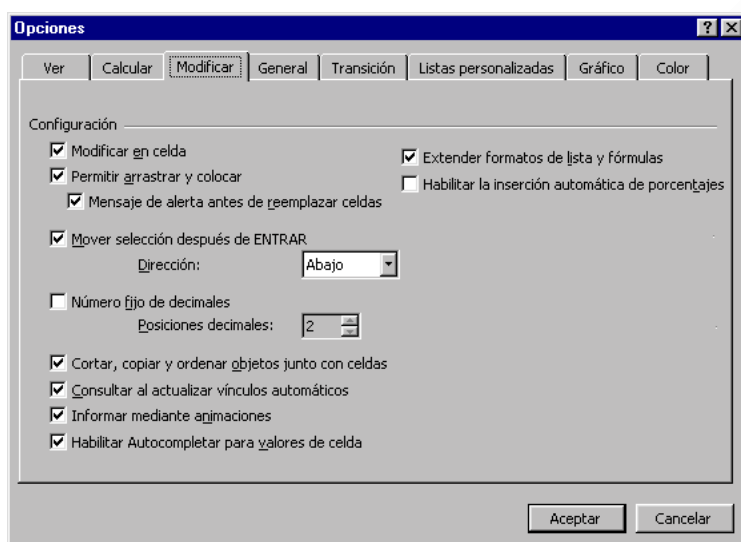 Opciones
Ver Calcular Modificar General Transición Listas personalizadas Gráfico Color
Configuración
Modificar en celda
Permitir arrastrar y colocar
Mensaje de alerta antes de reemplazar celdas
Extender formatos de lista y fórmulas
Habilitar la inserción automática de porcentajes
Mover selección después de ENTRAR
Dirección: Abajo
Número fijo de decimales
Posiciones decimales: 2
Cortar, copiar y ordenar objetos junto con celdas
Consultar al actualizar vínculos automáticos
Informar mediante animaciones
Habilitar Autocompletar para valores de celda
Aceptar Cancelar